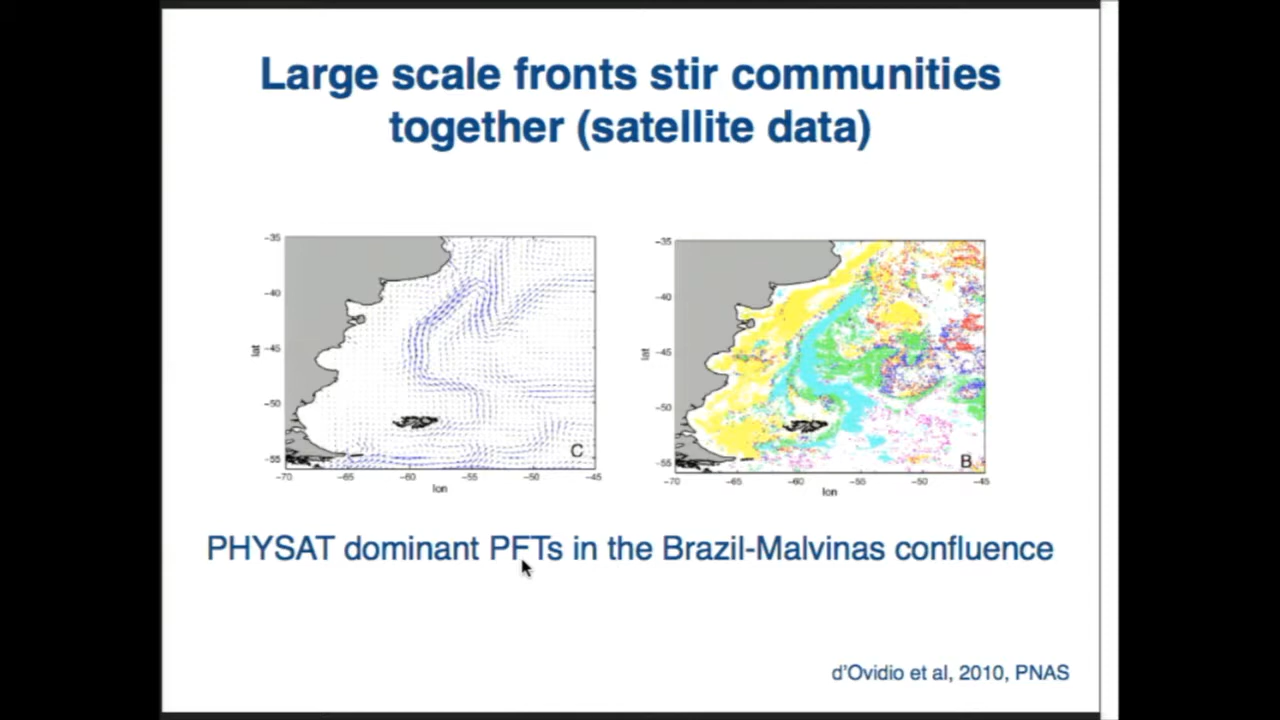 Large scale fronts stir communities
together (satellite data)
−35
−40
−45
−50
−55
lat
−70
−65
−60
−55
−50
−45
lon
C
−35
−40
−45
−50
−55
lat
−70
−65
−60
−55
−50
−45
lon
B
PHYSAT dominant PFTs in the Brazil-Malvinas confluence
d'Ovidio et al, 2010, PNAS